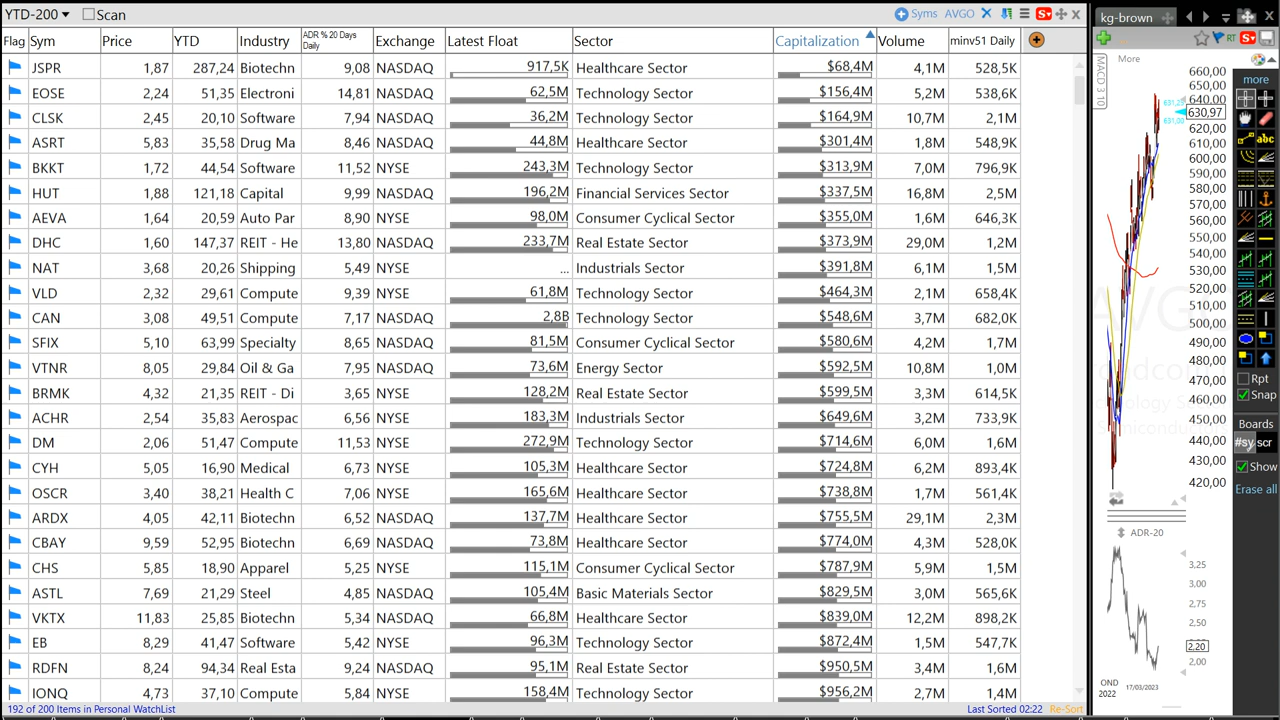 YTD-200 Scan Syms AVGO
Flag Sym Price YTD Industry ADR % 20 Days Daily Exchange Latest Float Sector Capitalization Volume minv51 Daily
JSPR 1,87 287,24 Biotechn 9,08 NASDAQ 917,5K Healthcare Sector $68,4M 4,1M 528,5K
EOSE 2,24 51,35 Electroni 14,81 NASDAQ 62,5M Technology Sector $156,4M 5,2M 538,6K
CLSK 2,45 20,10 Software 7,94 NASDAQ 36,2M Technology Sector $164,9M 10,7M 2,1M
ASRT 5,83 35,58 Drug Ma 8,46 NASDAQ 44,8M Healthcare Sector $301,4M 1,8M 548,9K
BKKT 1,72 44,54 Software 11,52 NYSE 243,6M Technology Sector $313,9M 7,0M 796,9K
HUT 1,88 121,18 Capital 9,99 NASDAQ Financial Services Sector $337,5M 16,8M 2,5M
AEVA 1,64 20,59 Auto Par 8,90 NYSE 98,0M Consumer Cyclical Sector $355,0M 1,6M 646,3K
DHC 1,60 147,37 REIT - He 13,80 NASDAQ 233,7M Real Estate Sector $373,9M 29,0M 1,2M
NAT 3,68 20,26 Shipping 5,49 NYSE ... Industrials Sector $391,8M 6,1M 1,5M
VLD 2,32 29,61 Compute 9,39 NYSE 61,8M Technology Sector $464,3M 2,1M 658,4K
CAN 3,08 49,51 Compute 7,17 NASDAQ 2,8B Technology Sector $548,6M 3,7M 1,0M
SFIX 5,10 63,99 Specialty 8,65 NASDAQ 81,5M Consumer Cyclical Sector $580,6M 4,2M 1,7M
VTNR 8,05 29,84 Oil & Ga 7,93 NASDAQ 73,6M Energy Sector $592,5M 10,8M 1,0M
BRMK 4,32 21,35 REIT - Di 3,65 NYSE 128,2M Real Estate Sector $599,5M 3,3M 614,5K
ACHR 2,54 35,83 Aerospac 6,56 NYSE 183,3M Industrials Sector $649,6M 3,2M 733,9K
DM 2,06 51,47 Compute 11,53 NYSE 272,9M Technology Sector $714,6M 6,0M 1,6M
CYH 5,05 16,90 Medical 6,73 NYSE 105,3M Healthcare Sector $724,8M 6,2M 893,4K
OSCR 3,40 38,21 Health C 7,06 NYSE 165,6M Healthcare Sector $738,8M 1,7M 561,4K
ARDX 4,05 42,11 Biotechn 6,52 NASDAQ 137,7M Healthcare Sector $755,5M 29,1M 2,3M
CBAY 9,59 52,95 Biotechn 6,69 NASDAQ 73,8M Healthcare Sector $774,0M 4,3M 528,0K
CHS 5,85 18,90 Apparel 5,25 NYSE 115,1M Consumer Cyclical Sector $787,9M 5,9M 1,5M
ASTL 7,69 21,29 Steel 4,85 NASDAQ 105,4M Basic Materials Sector $829,5M 3,0M 565,6K
VKTX 11,83 25,85 Biotechn 5,34 NASDAQ 66,8M Healthcare Sector $839,0M 12,2M 898,2K
EB 8,29 41,47 Software 5,42 NYSE 96,3M Technology Sector $872,4M 1,5M 547,7K
RDFN 8,24 94,34 Real Esta 9,24 NASDAQ 95,1M Real Estate Sector $950,5M 3,4M 1,6M
IONQ 4,73 37,10 Compute 5,84 NYSE 158,4M Technology Sector $956,2M 2,7M 1,4M
192 of 200 Items in Personal WatchList Last Sorted 02:22 Re-Sort
kg-brown
RT
More
MACD 3 10
660,00
650,00
640,00
631,25
630,97
631,00
620,00
610,00
600,00
590,00
580,00
570,00
560,00
550,00
540,00
530,00
520,00
510,00
500,00
490,00
480,00
470,00
460,00
450,00
440,00
430,00
420,00
ADR-20
3,25
3,00
2,75
2,50
2,20
2,00
OND
2022 17/03/2023
more
abc
Rpt
Snap
Boards
#sy scr
Show
Erase all